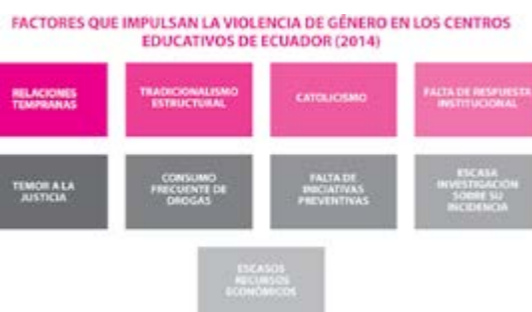 FACTORES QUE IMPULSAN LA VIOLENCIA DE GÉNERO EN LOS CENTROS
EDUCATIVOS DE ECUADOR (2014)
RELACIONES
TEMPRANAS
TRADICIONALISMO
ESTRUCTURAL
CATOLICISMO
FALTA DE RESPUESTA
INSTITUCIONAL
TEMOR A LA
JUSTICIA
CONSUMO
FRECUENTE DE
DROGAS
FALTA DE
INICIATIVAS
PREVENTIVAS
ESCASA
INVESTIGACIÓN
SOBRE SU
INCIDENCIA
ESCASOS
RECURSOS
ECONÓMICOS